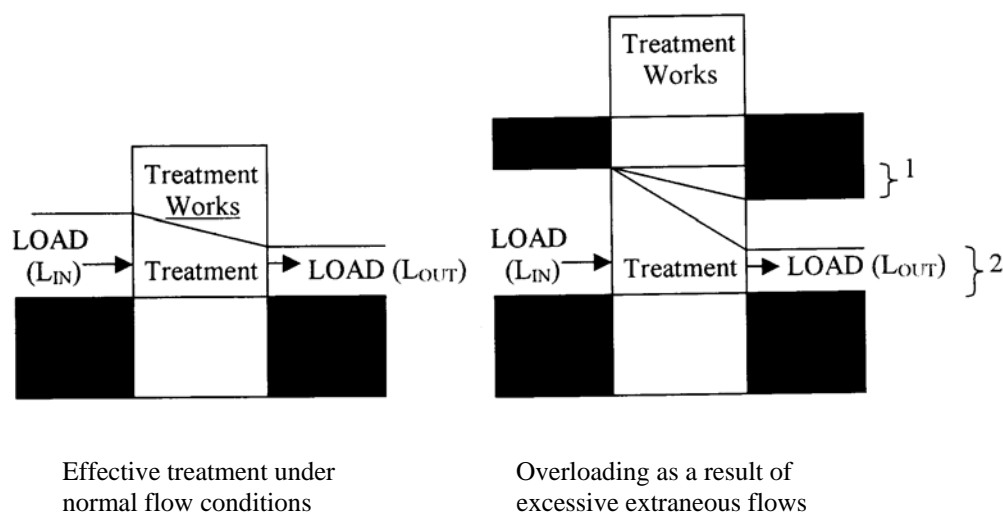 Treatment
Works
LOAD
(LIN)
Treatment
LOAD (LOUT)
Treatment
Works
1
LOAD
(LIN)
Treatment
LOAD (LOUT)
2
Effective treatment under
normal flow conditions
Overloading as a result of
excessive extraneous flows